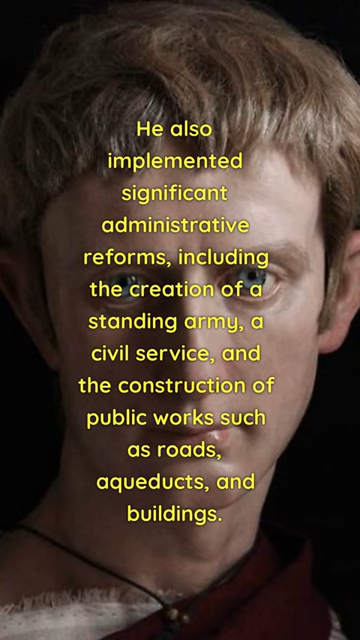 He also
implemented
significant
administrative
reforms, including
the creation of a
standing army, a
civil service, and
the construction of
public works such
as roads,
aqueducts, and
buildings.